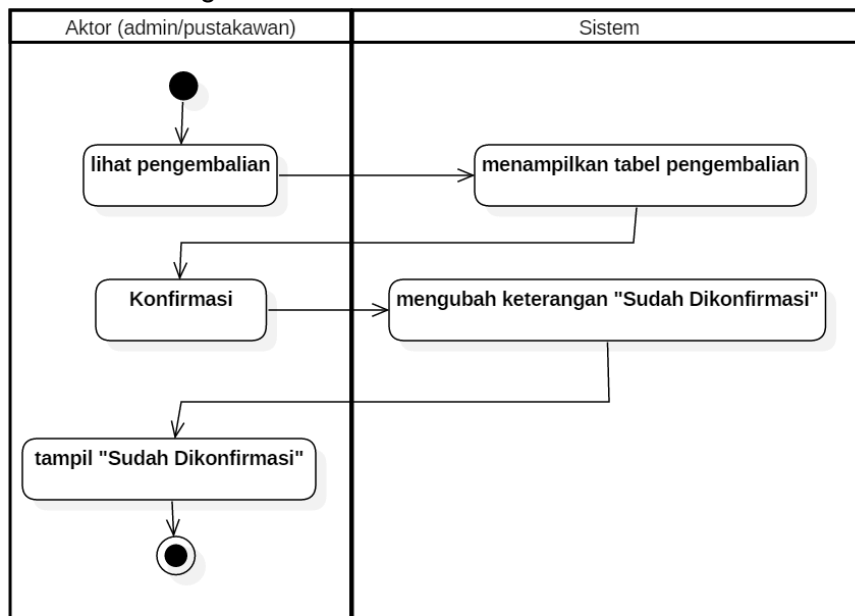 Aktor (admin/pustakawan)
Sistem
lihat pengembalian
menampilkan tabel pengembalian
Konfirmasi
mengubah keterangan "Sudah Dikonfirmasi"
tampil "Sudah Dikonfirmasi"